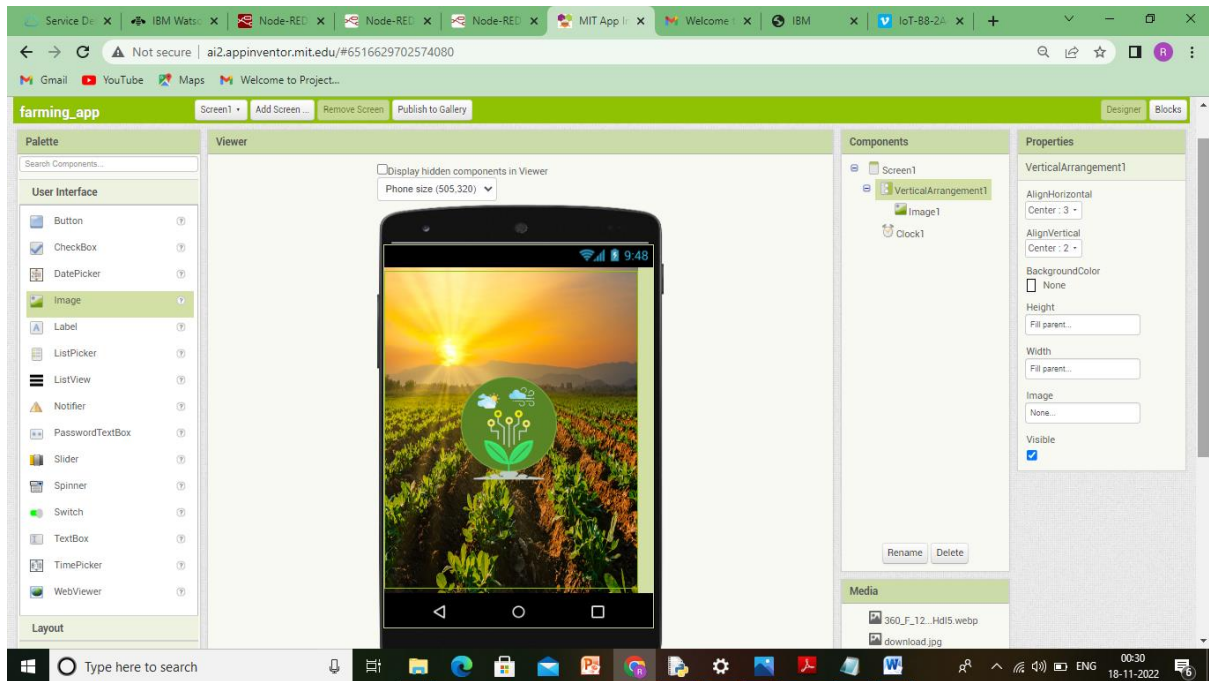 Service De
IBM Watso
Node-RED
Node-RED
Node-RED
MIT App In
Welcome t
IBM
IoT-B8-2A
Not secure | ai2.appinventor.mit.edu/#6516629702574080
R
Gmail YouTube Maps Welcome to Project...
farming_app
Screen1 Add Screen ... Remove Screen Publish to Gallery
Designer Blocks
Palette
Search Components...
User Interface
Button
CheckBox
DatePicker
Image
Label
ListPicker
ListView
Notifier
PasswordTextBox
Slider
Spinner
Switch
TextBox
TimePicker
WebViewer
Layout
Viewer
Display hidden components in Viewer
Phone size (505,320)
9:48
Components
Screen1
VerticalArrangement1
Image1
Clock1
Rename Delete
Media
360_F_12...HdI5.webp
download.jpg
Properties
VerticalArrangement1
AlignHorizontal
Center : 3
AlignVertical
Center : 2
BackgroundColor
None
Height
Fill parent...
Width
Fill parent...
Image
None...
Visible
Type here to search
ENG
00:30
18-11-2022
6